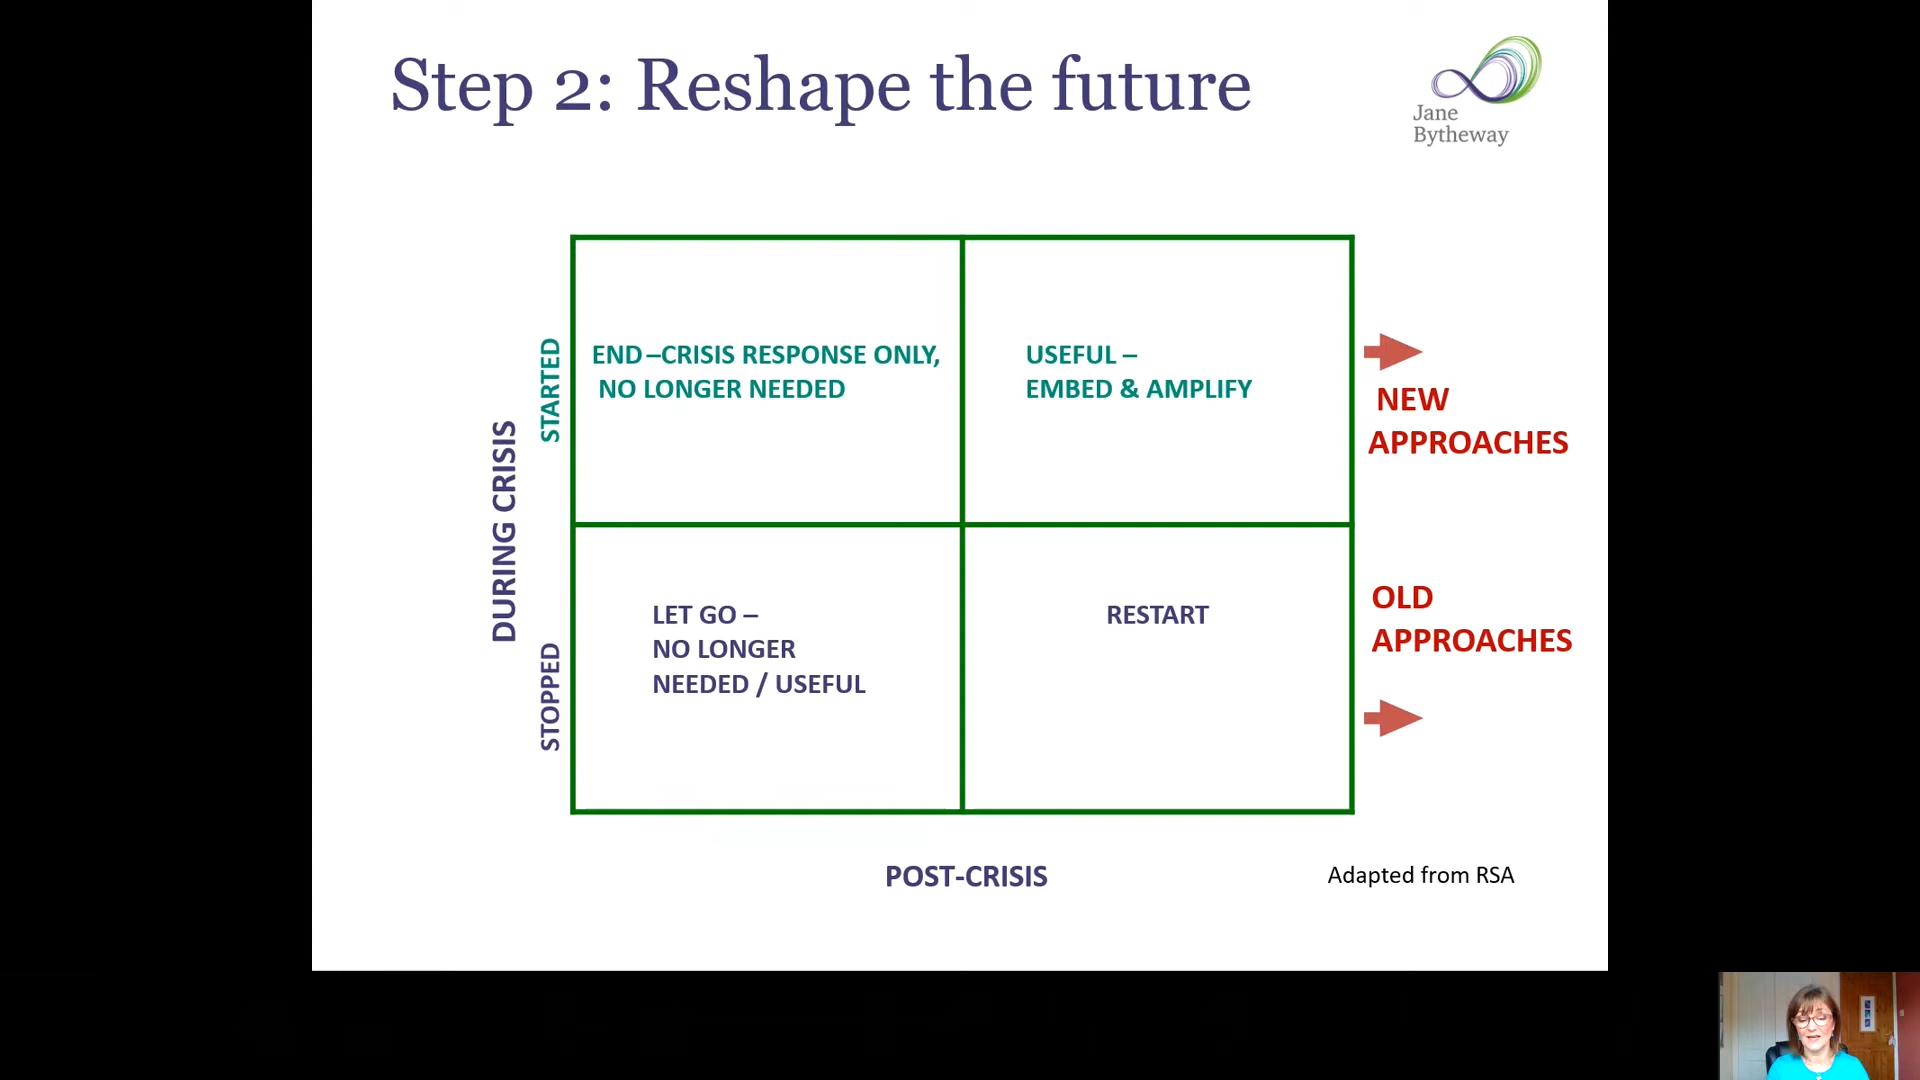 Step 2: Reshape the future
Jane
Bytheway
DURING CRISIS
STARTED
END –CRISIS RESPONSE ONLY,
NO LONGER NEEDED
USEFUL –
EMBED & AMPLIFY
NEW
APPROACHES
STOPPED
LET GO –
NO LONGER
NEEDED / USEFUL
RESTART
OLD
APPROACHES
POST-CRISIS
Adapted from RSA